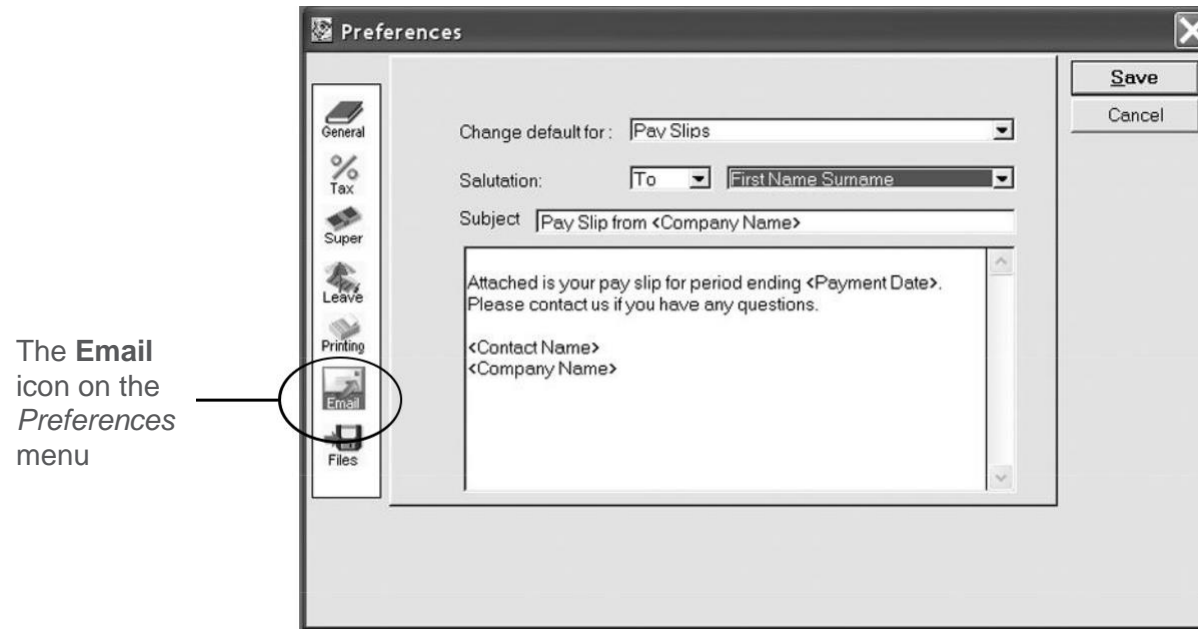 Preferences
Save
Cancel
General
Tax
Super
Leave
Printing
Email
Files
Change default for :
Pay Slips
Salutation:
To
First Name Surname
Subject
Pay Slip from <Company Name>
Attached is your pay slip for period ending <Payment Date>.
Please contact us if you have any questions.
<Contact Name>
<Company Name>
The Email
icon on the
Preferences
menu